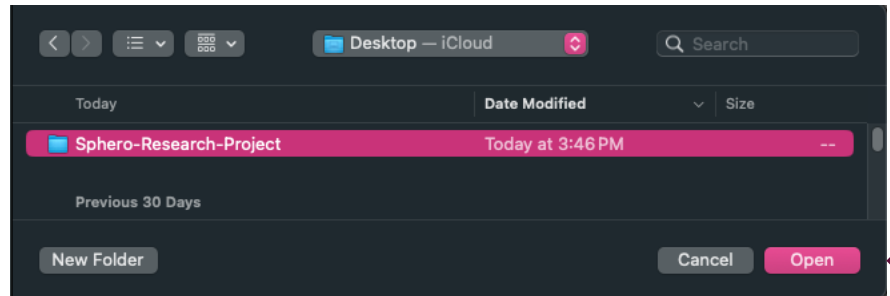 Desktop — iCloud
Search
Today Date Modified Size
Sphero-Research-Project Today at 3:46 PM --
Previous 30 Days
New Folder Cancel Open